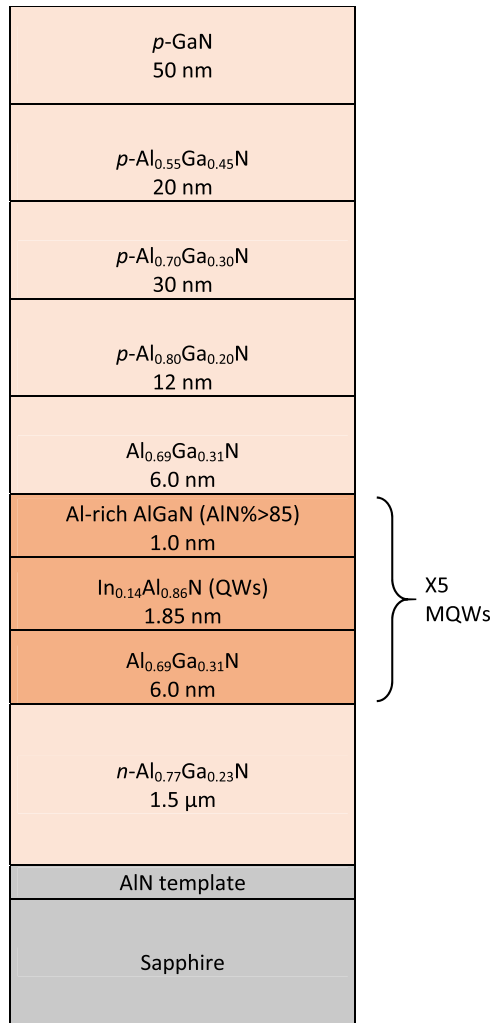 p-GaN
50 nm
p-Al₀.₅₅Ga₀.₄₅N
20 nm
p-Al₀.₇₀Ga₀.₃₀N
30 nm
p-Al₀.₈₀Ga₀.₂₀N
12 nm
Al₀.₆₉Ga₀.₃₁N
6.0 nm
Al-rich AlGaN (AlN%>85)
1.0 nm
In₀.₁₄Al₀.₈₆N (QWs)
1.85 nm
Al₀.₆₉Ga₀.₃₁N
6.0 nm
X5
MQWs
n-Al₀.₇₇Ga₀.₂₃N
1.5 µm
AlN template
Sapphire